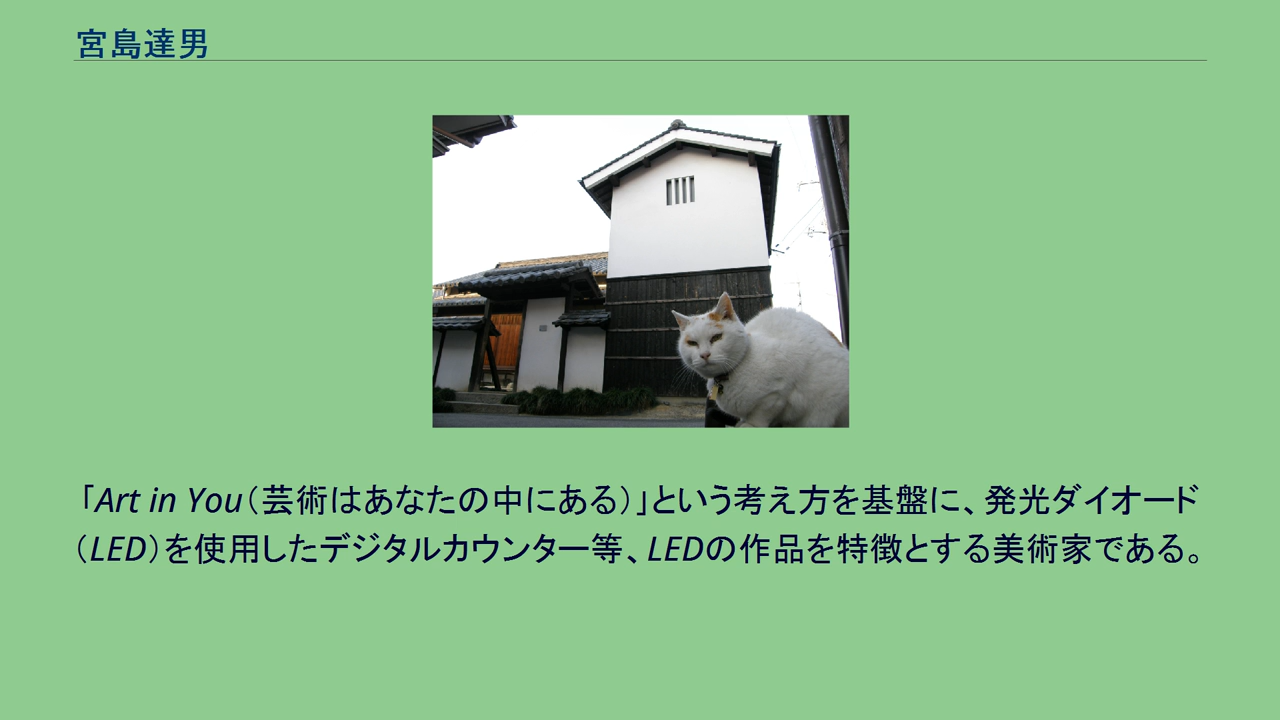 宮島達男
「Art in You（芸術はあなたの中にある）」という考え方を基盤に、発光ダイオード
（LED）を使用したデジタルカウンター等、LEDの作品を特徴とする美術家である。